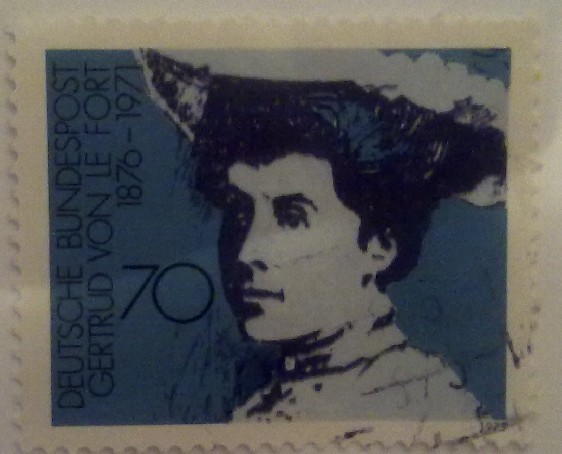 DEUTSCHE BUNDESPOST
GERTRUD VON LE FORT
1876-1971
70